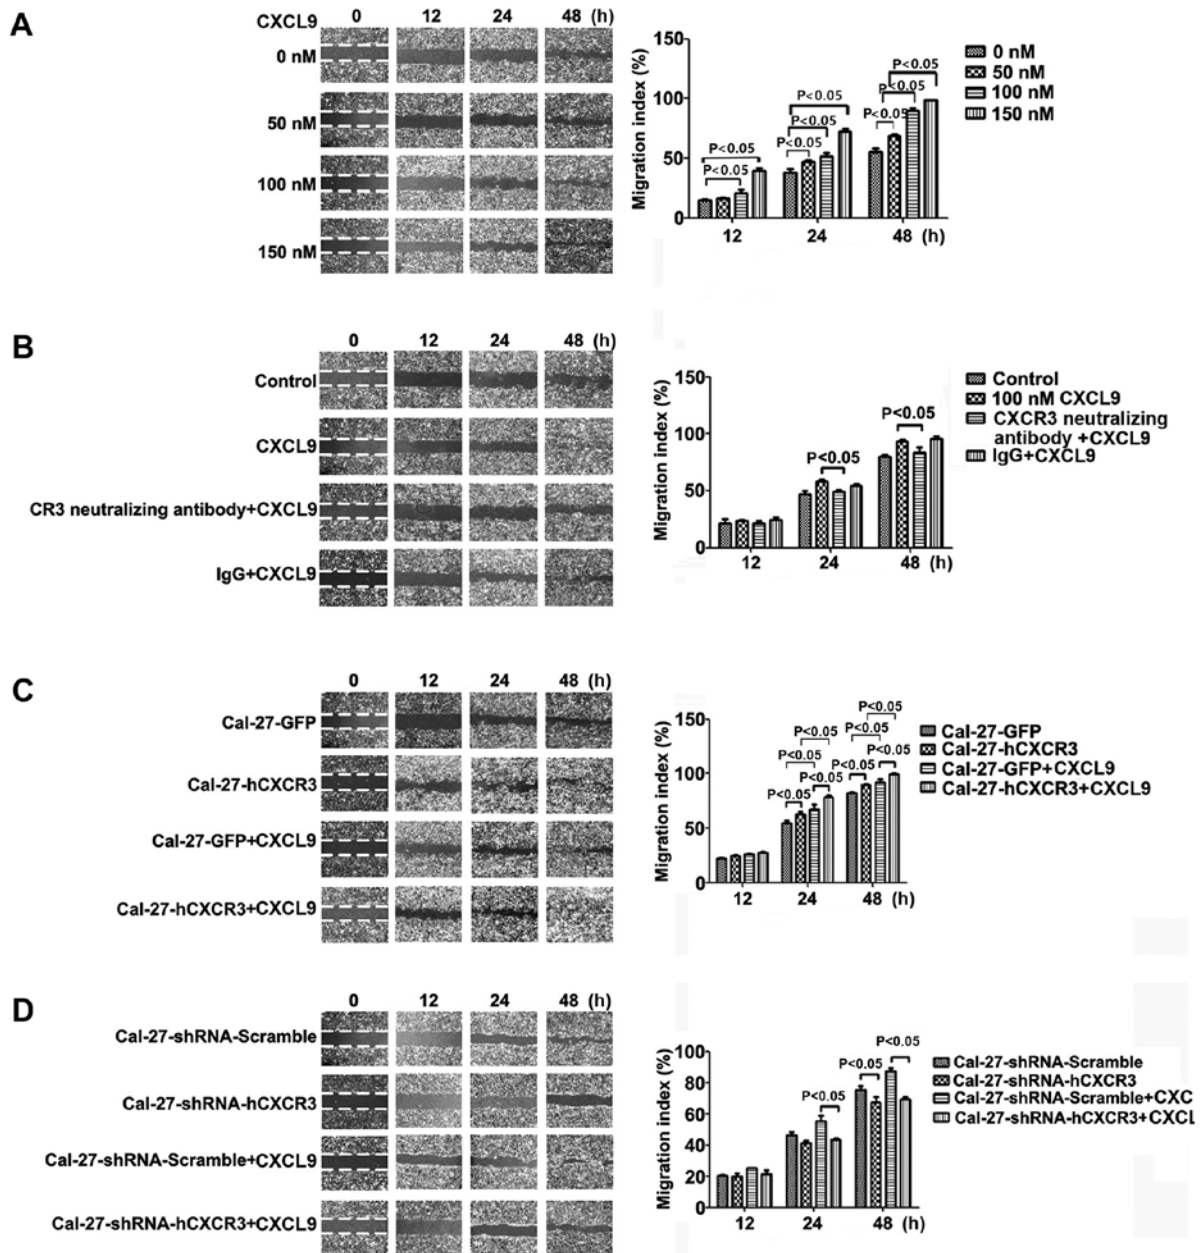 A
CXCL9 0 12 24 48 (h)
0 nM
50 nM
100 nM
150 nM
Migration index (%)
150
100
50
0
P<0.05
P<0.05
P<0.05
P<0.05
P<0.05
P<0.05
P<0.05
P<0.05
12 24 48 (h)
0 nM
50 nM
100 nM
150 nM
B
0 12 24 48 (h)
Control
CXCL9
CR3 neutralizing antibody+CXCL9
IgG+CXCL9
Migration index (%)
150
100
50
0
P<0.05
P<0.05
12 24 48 (h)
Control
100 nM CXCL9
CXCR3 neutralizing
antibody +CXCL9
IgG+CXCL9
C
0 12 24 48 (h)
Cal-27-GFP
Cal-27-hCXCR3
Cal-27-GFP+CXCL9
Cal-27-hCXCR3+CXCL9
Migration index (%)
150
100
50
0
P<0.05
P<0.05
P<0.05
P<0.05
P<0.05
P<0.05
P<0.05
P<0.05
12 24 48 (h)
Cal-27-GFP
Cal-27-hCXCR3
Cal-27-GFP+CXCL9
Cal-27-hCXCR3+CXCL9
D
0 12 24 48 (h)
Cal-27-shRNA-Scramble
Cal-27-shRNA-hCXCR3
Cal-27-shRNA-Scramble+CXCL9
Cal-27-shRNA-hCXCR3+CXCL9
Migration index (%)
100
80
60
40
20
0
P<0.05
P<0.05
P<0.05
12 24 48 (h)
Cal-27-shRNA-Scramble
Cal-27-shRNA-hCXCR3
Cal-27-shRNA-Scramble+CXC
Cal-27-shRNA-hCXCR3+CXCL